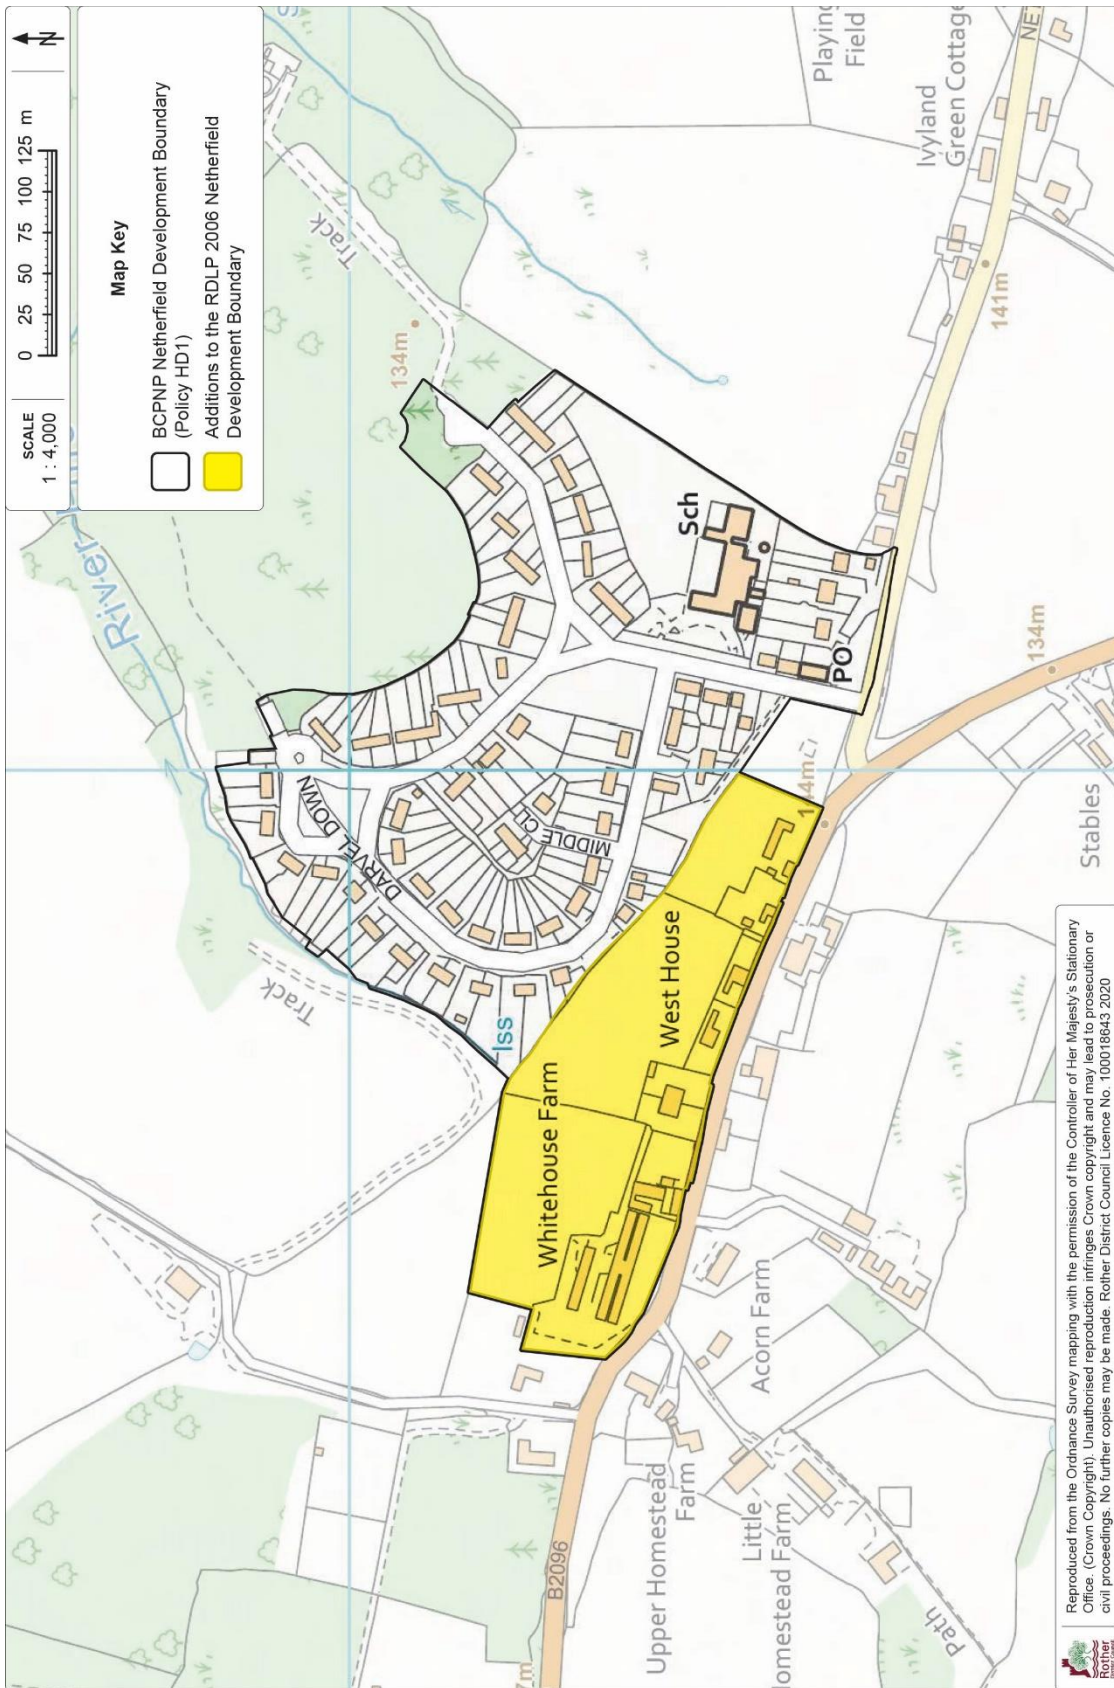 SCALE
1 : 4,000
0 25 50 75 100 125 m
N
Map Key
BCPNP Netherfield Development Boundary
(Policy HD1)
Additions to the RDLP 2006 Netherfield
Development Boundary
Track
134m
Playing
Field
Ivyland
Green Cottage
141m
DARVEL DOWN
MIDDLE CL
Sch
PO
134m
Track
Iss
Whitehouse Farm
West House
Stables
Acorn Farm
B2096
Upper Homestead
Farm
Little
Path
Reproduced from the Ordnance Survey mapping with the permission of the Controller of Her Majesty's Stationary
Office. (Crown Copyright). Unauthorised reproduction infringes Crown copyright and may lead to prosecution or
civil proceedings. No further copies may be made. Rother District Council Licence No. 100018643 2020
Rother